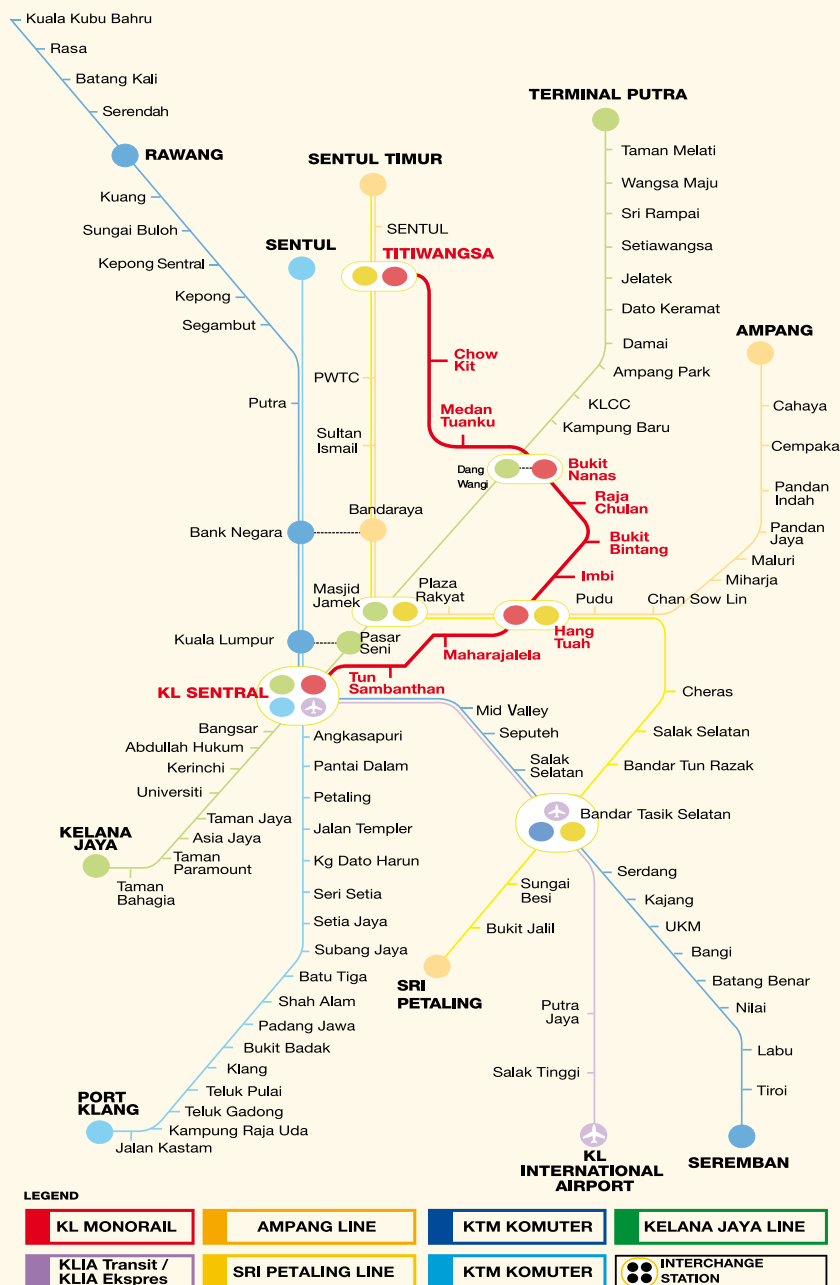 Kuala Kubu Bahru
Rasa
Batang Kali
Serendah
RAWANG
Kuang
Sungai Buloh
Kepong Sentral
Kepong
Segambut
Putra
Bank Negara
Kuala Lumpur
SENTUL
SENTUL TIMUR
SENTUL
TITIWANGSA
PWTC
Sultan
Ismail
Bandaraya
Masjid
Jamek
Plaza
Rakyat
Pasar
Seni
Chow
Kit
Medan
Tuanku
Dang
Wangi
Bukit
Nanas
Raja
Chulan
Bukit
Bintang
Imbi
Hang
Tuah
Maharajalela
Tun
Sambanthan
KL SENTRAL
TERMINAL PUTRA
Taman Melati
Wangsa Maju
Sri Rampai
Setiawangsa
Jelatek
Dato Keramat
Damai
Ampang Park
KLCC
Kampung Baru
AMPANG
Cahaya
Cempaka
Pandan
Indah
Pandan
Jaya
Maluri
Miharja
Chan Sow Lin
Pudu
Cheras
Salak Selatan
Bandar Tun Razak
Mid Valley
Seputeh
Salak
Selatan
Bandar Tasik Selatan
Bangsar
Abdullah Hukum
Kerinchi
Universiti
Taman Jaya
Asia Jaya
Taman
Paramount
Taman
Bahagia
KELANA
JAYA
Angkasapuri
Pantai Dalam
Petaling
Jalan Templer
Kg Dato Harun
Seri Setia
Setia Jaya
Subang Jaya
Batu Tiga
Shah Alam
Padang Jawa
Bukit Badak
Klang
Teluk Pulai
Teluk Gadong
Kampung Raja Uda
Jalan Kastam
PORT
KLANG
Sungai
Besi
Bukit Jalil
SRI
PETALING
Putra
Jaya
Salak Tinggi
KL
INTERNATIONAL
AIRPORT
Serdang
Kajang
UKM
Bangi
Batang Benar
Nilai
Labu
Tiroi
SEREMBAN
LEGEND
KL MONORAIL
AMPANG LINE
KTM KOMUTER
KELANA JAYA LINE
KLIA Transit /
KLIA Ekspres
SRI PETALING LINE
KTM KOMUTER
INTERCHANGE
STATION